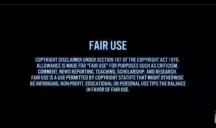 FAIR USE
COPYRIGHT DISCLAIMER UNDER SECTION 107 OF THE COPYRIGHT ACT 1976,
ALLOWANCE IS MADE FOR "FAIR USE" FOR PURPOSES SUCH AS CRITICISM,
COMMENT, NEWS REPORTING, TEACHING, SCHOLARSHIP, AND RESEARCH.
FAIR USE IS A USE PERMITTED BY COPYRIGHT STATUTE THAT MIGHT OTHERWISE
BE INFRINGING. NON-PROFIT, EDUCATIONAL OR PERSONAL USE TIPS THE BALANCE
IN FAVOR OF FAIR USE.